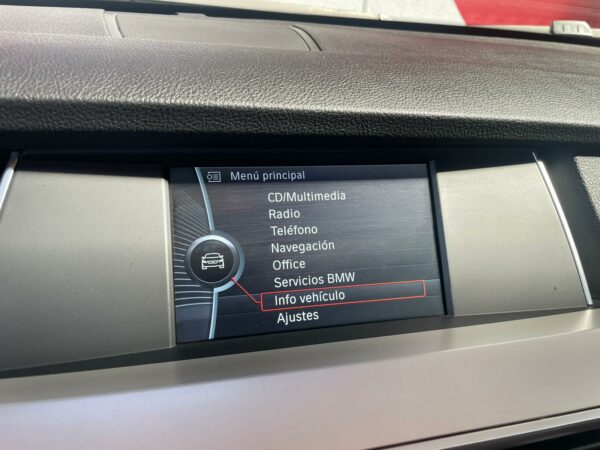 Menú principal
CD/Multimedia
Radio
Teléfono
Navegación
Office
Servicios BMW
Info vehículo
Ajustes